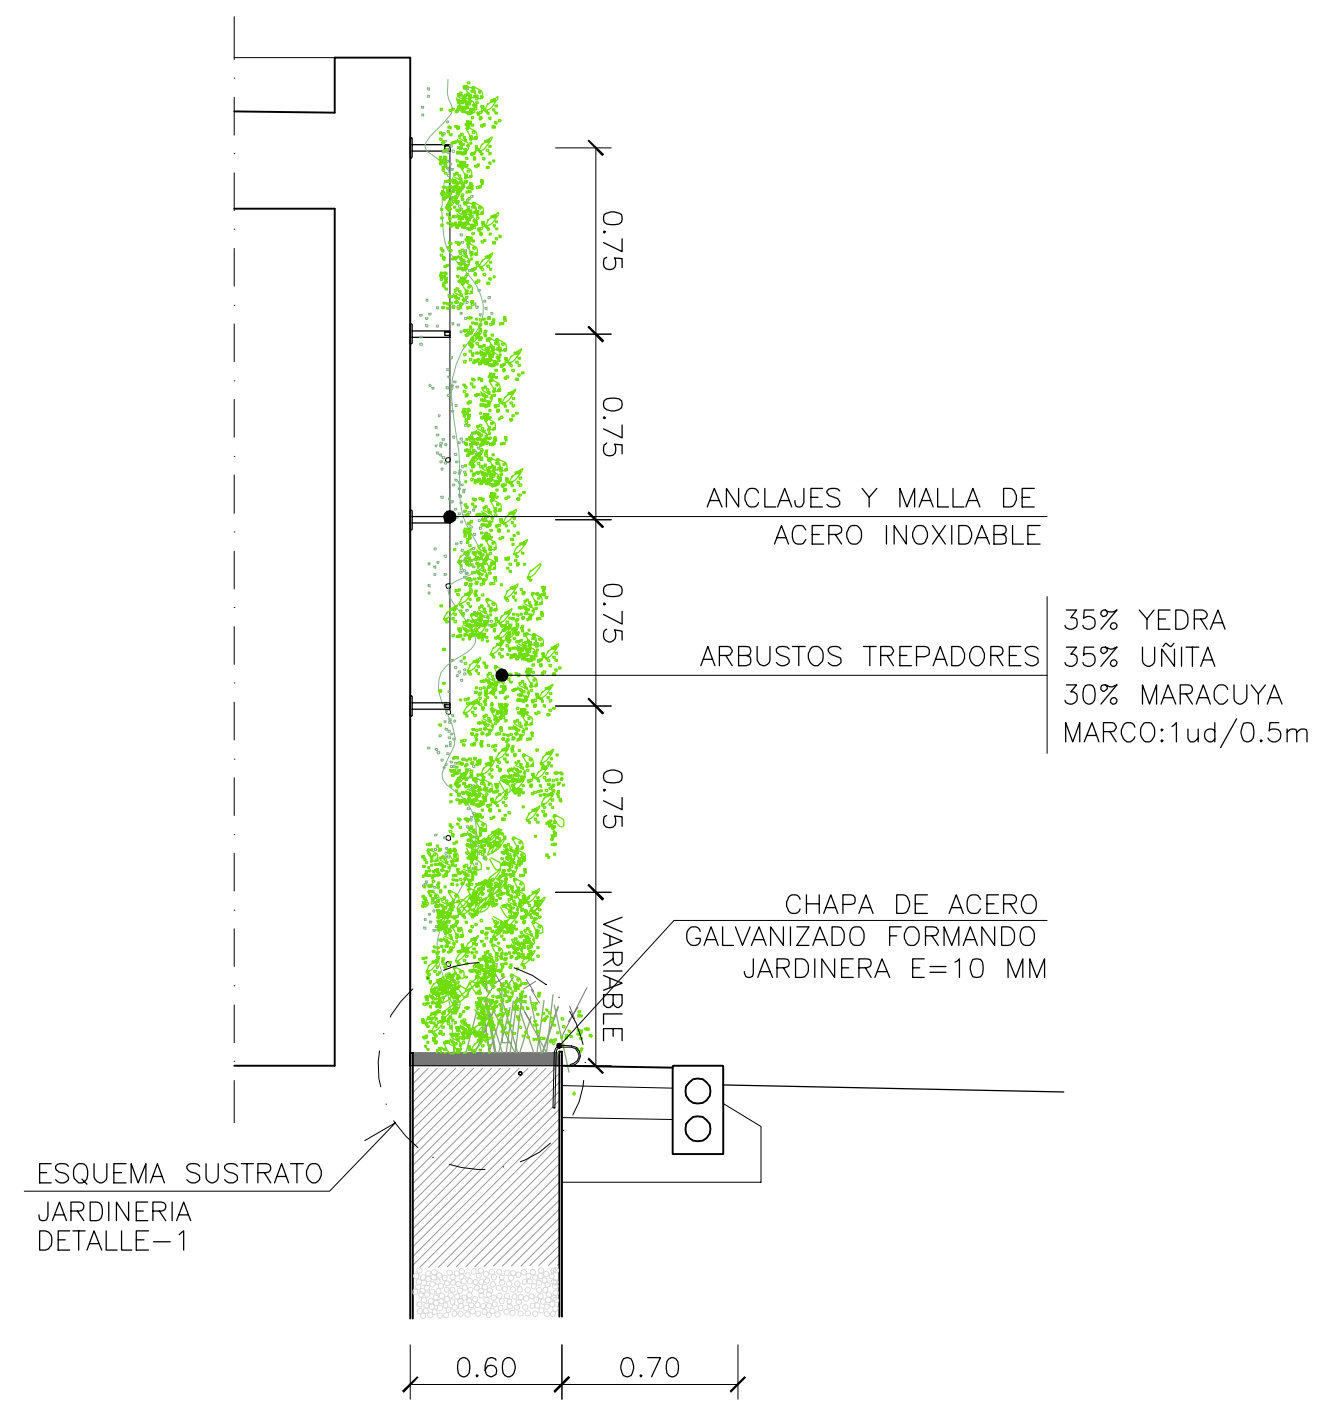 0.75
0.75
ANCLAJES Y MALLA DE
ACERO INOXIDABLE
0.75
35% YEDRA
ARBUSTOS TREPADORES
35% UÑITA
30% MARACUYA
MARCO:1ud/0.5m
0.75
VARIABLE
CHAPA DE ACERO
GALVANIZADO FORMANDO
JARDINERA E=10 MM
ESQUEMA SUSTRATO
JARDINERIA
DETALLE-1
0.60
0.70